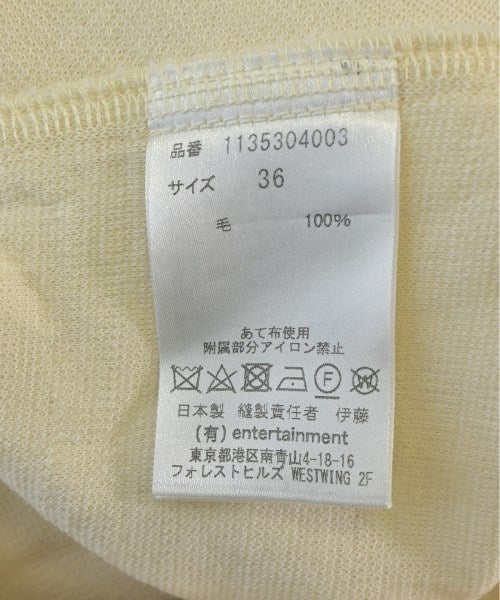 品番 1135304003
サイズ 36
毛 100%
あて布使用
附属部分アイロン禁止
F W
日本製 縫製責任者 伊藤
(有) entertainment
東京都港区南青山4-18-16
フォレストヒルズ WESTWING 2F